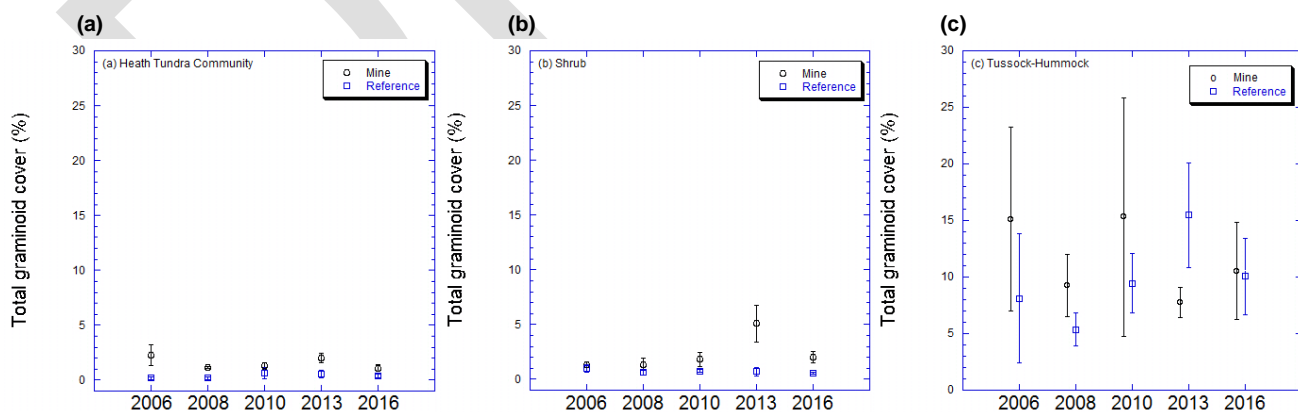 (a)
(b)
(c)
Total graminoid cover (%)
30
25
20
15
10
5
0
(a) Heath Tundra Community
Mine
Reference
2006 2008 2010 2013 2016
Total graminoid cover (%)
30
25
20
15
10
5
0
(b) Shrub
Mine
Reference
2006 2008 2010 2013 2016
Total graminoid cover (%)
30
25
20
15
10
5
0
(c) Tussock-Hummock
Mine
Reference
2006 2008 2010 2013 2016